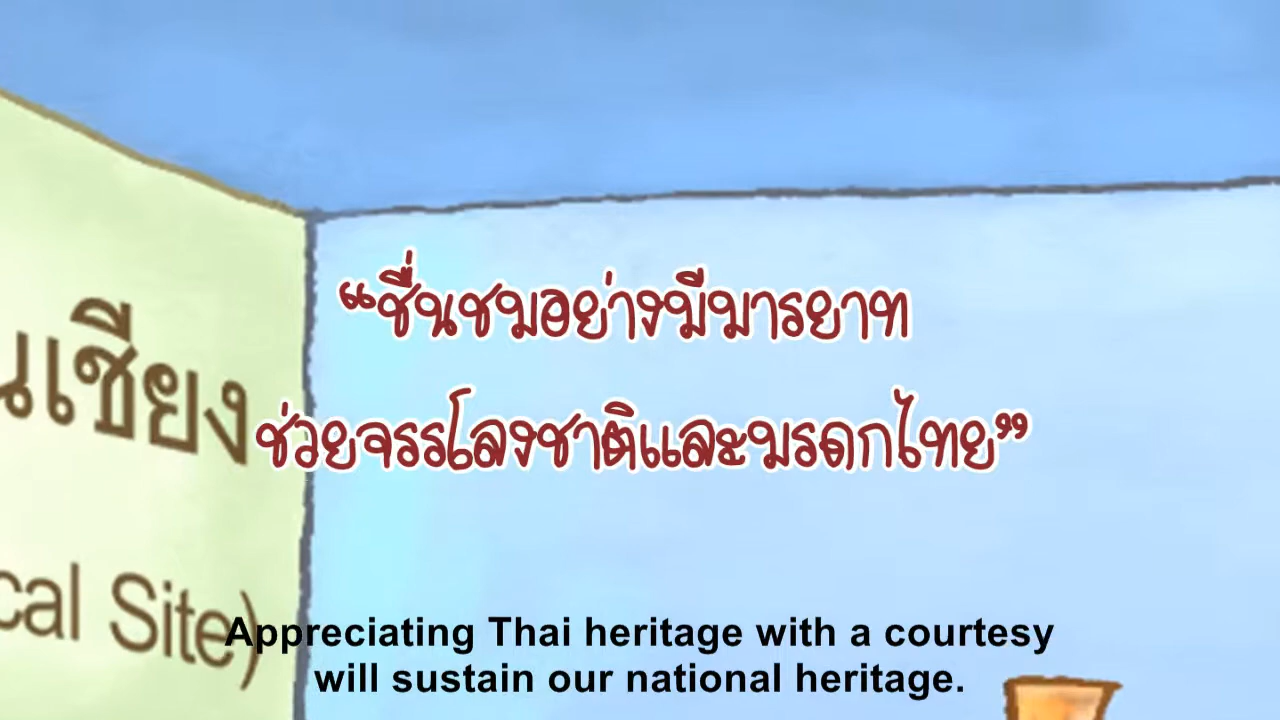 “ชื่นชมอย่างมีมารยาท
ช่วยจรรโลงชาติและมรดกไทย”
นเชียง
cal Site)
Appreciating Thai heritage with a courtesy
will sustain our national heritage.